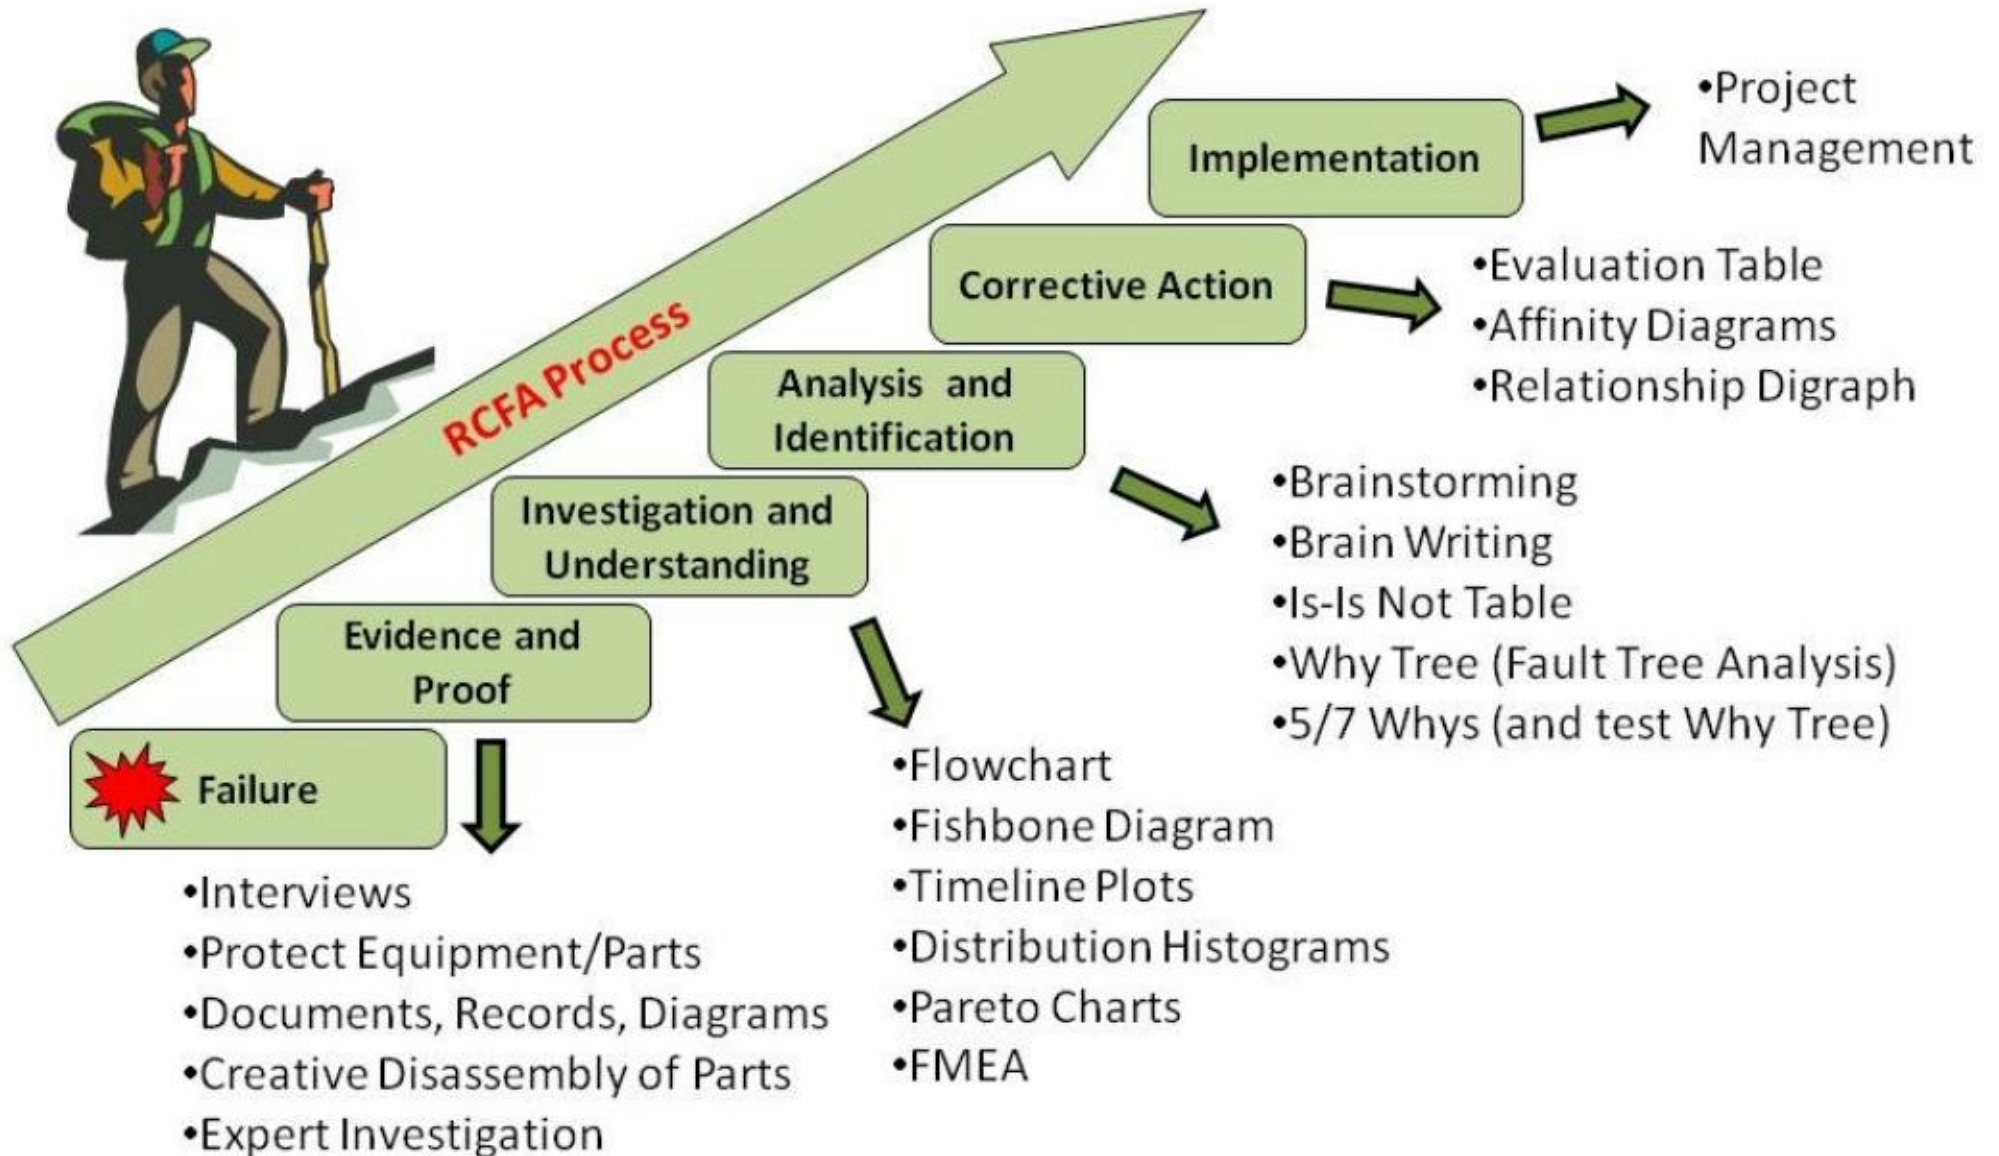 •Project
Management
Implementation
•Evaluation Table
•Affinity Diagrams
•Relationship Digraph
Corrective Action
RCFA Process
Analysis and
Identification
•Brainstorming
•Brain Writing
•Is-Is Not Table
•Why Tree (Fault Tree Analysis)
•5/7 Whys (and test Why Tree)
Investigation and
Understanding
•Flowchart
•Fishbone Diagram
•Timeline Plots
•Distribution Histograms
•Pareto Charts
•FMEA
Evidence and
Proof
Failure
•Interviews
•Protect Equipment/Parts
•Documents, Records, Diagrams
•Creative Disassembly of Parts
•Expert Investigation